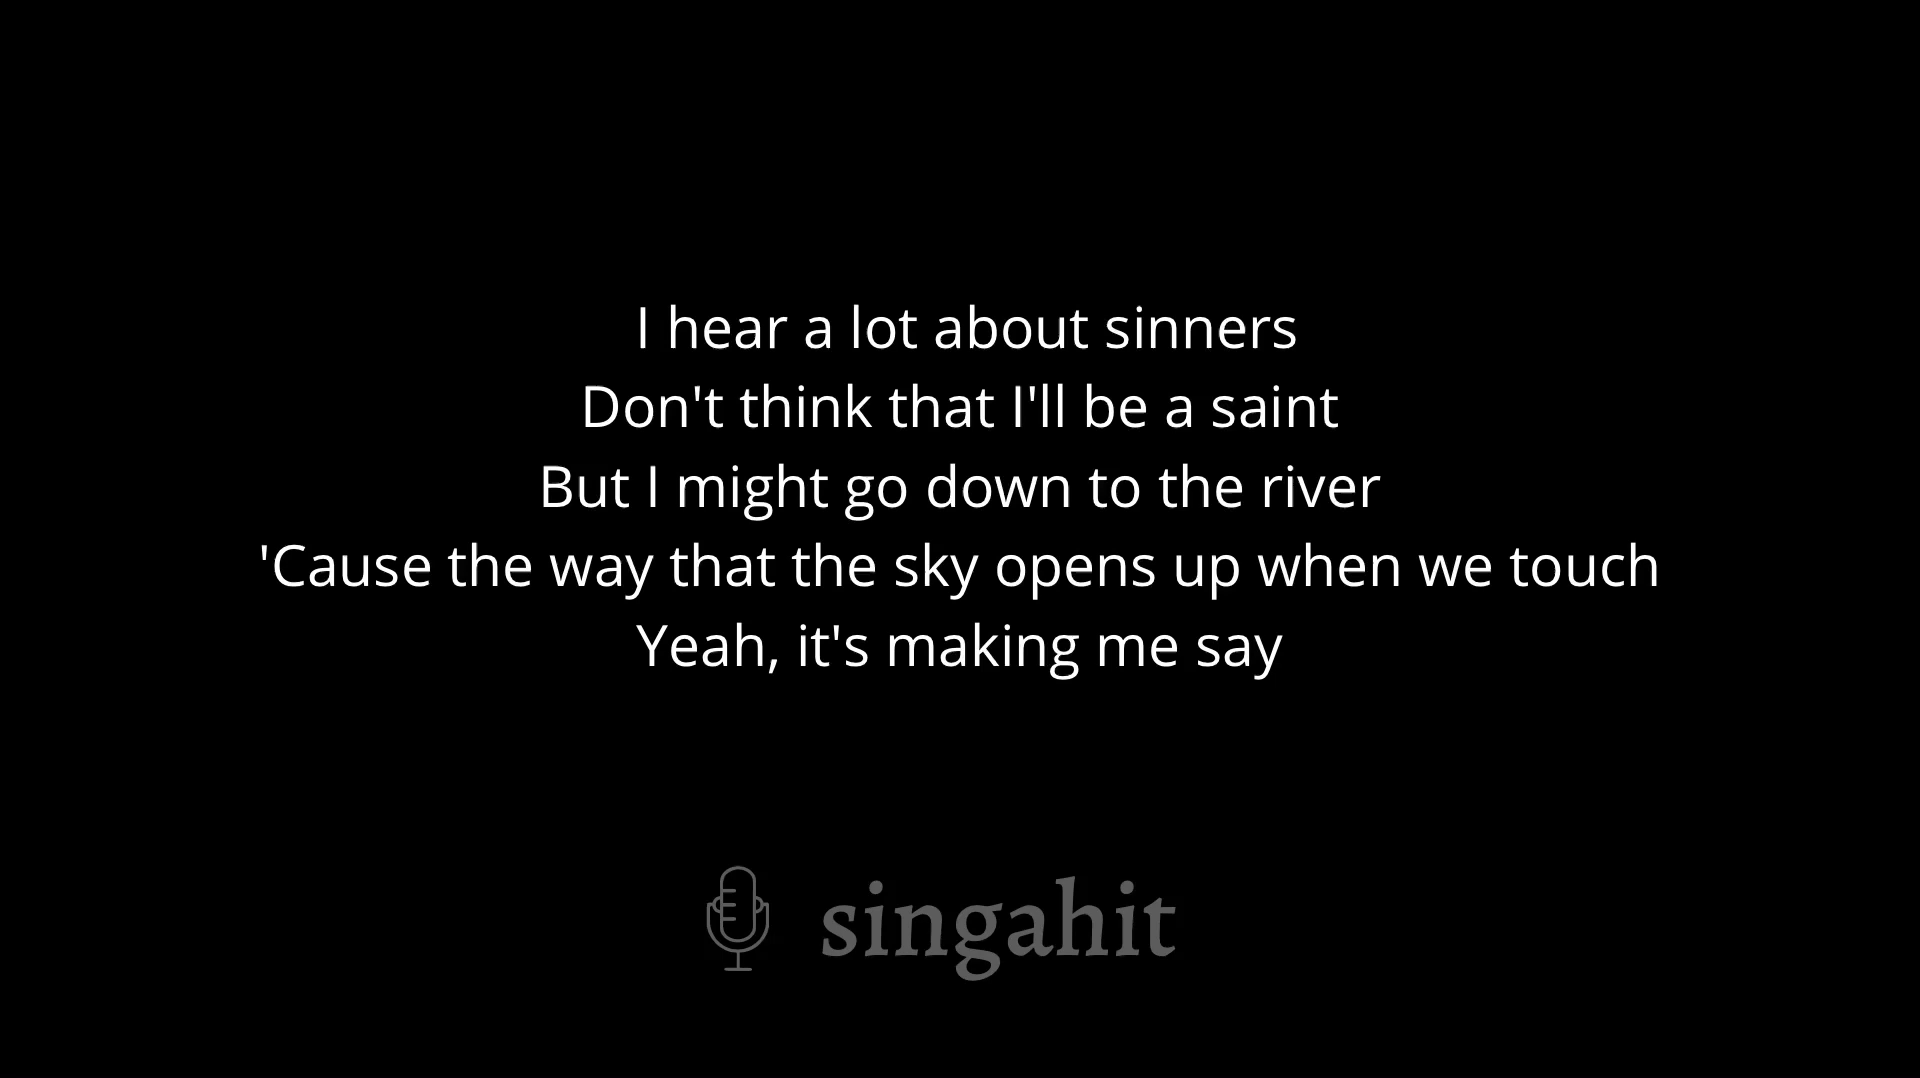 I hear a lot about sinners
Don't think that I'll be a saint
But I might go down to the river
'Cause the way that the sky opens up when we touch
Yeah, it's making me say
singahit